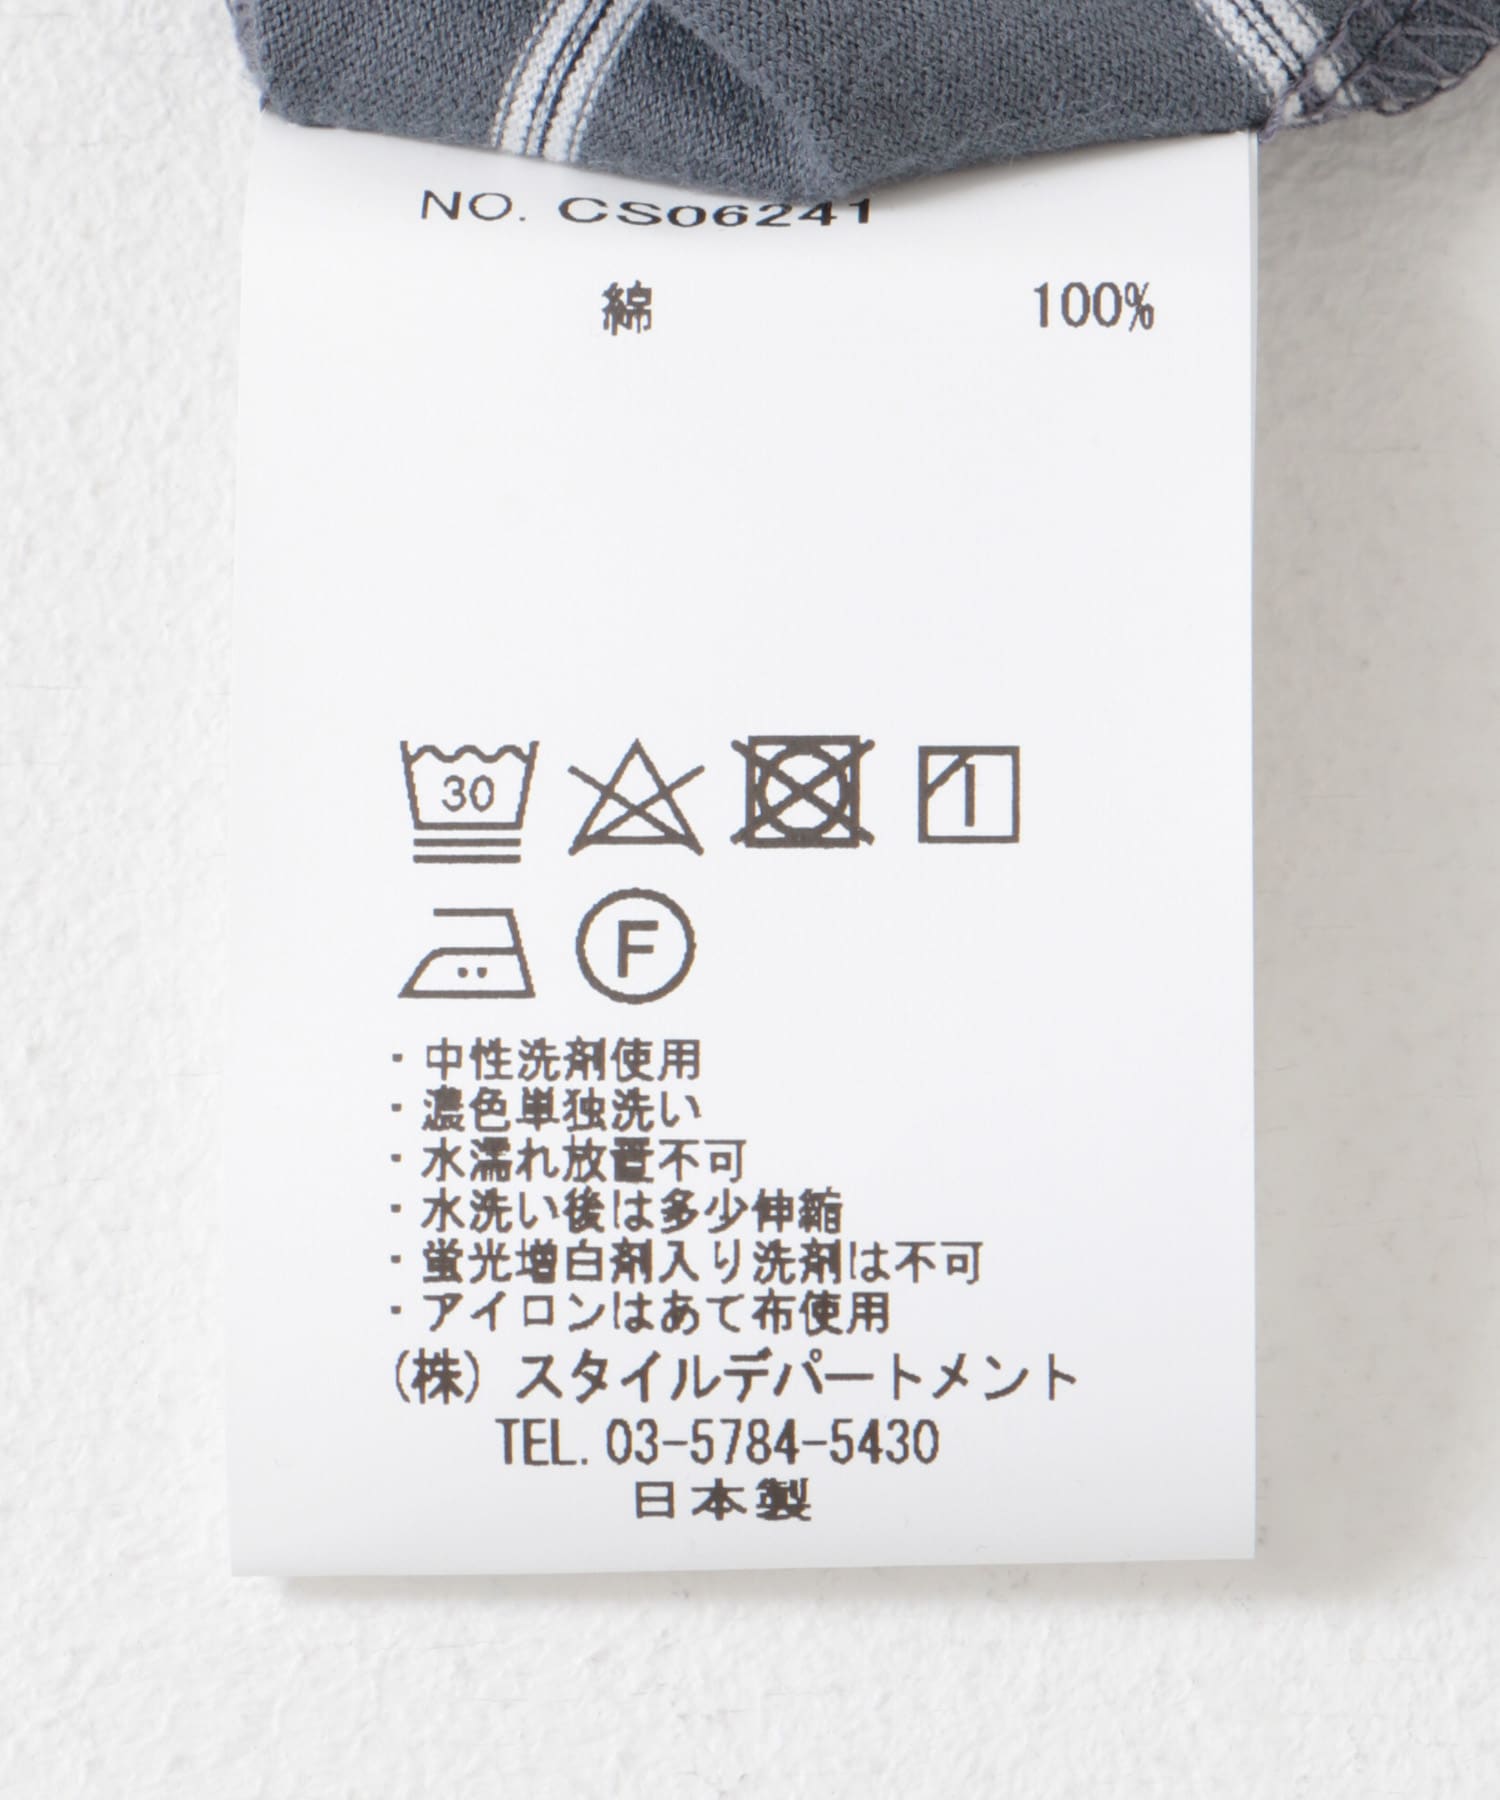 NO. CS06241
綿 100%
30
F
・中性洗剤使用
・濃色単独洗い
・水濡れ放置不可
・水洗い後は多少伸縮
・蛍光増白剤入り洗剤は不可
・アイロンはあて布使用
(株) スタイルデパートメント
TEL. 03-5784-5430
日本製